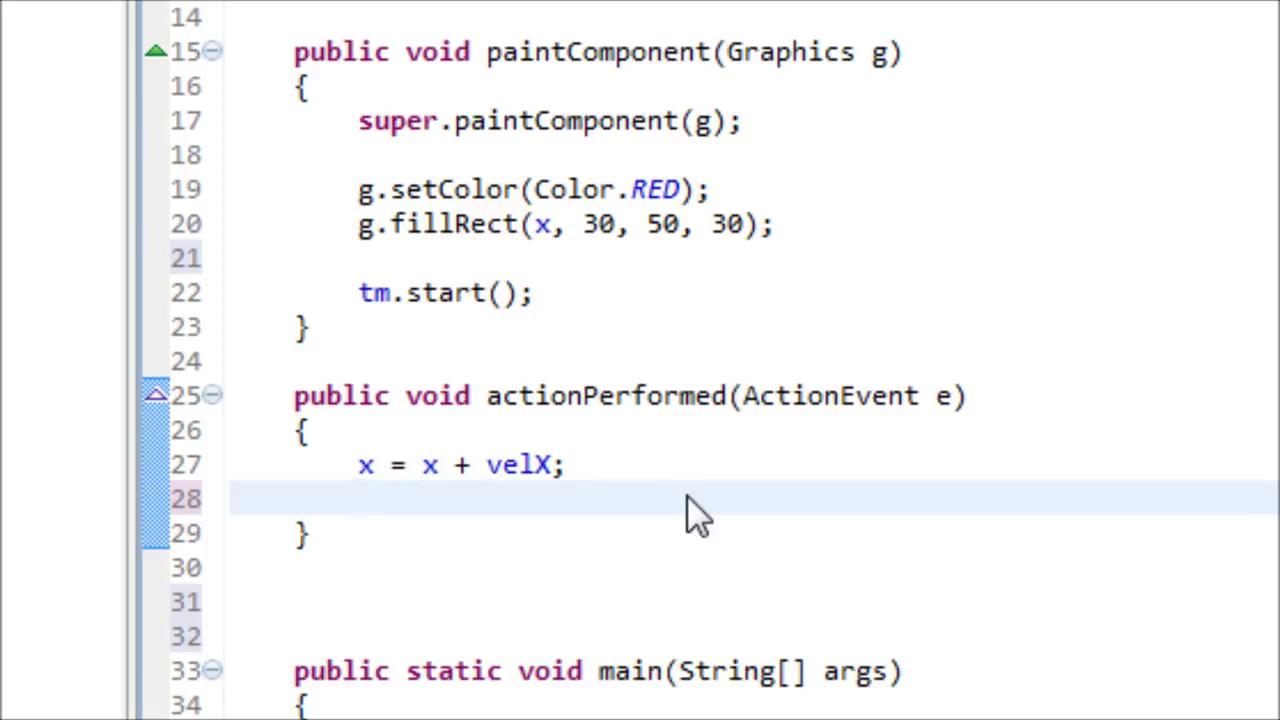 14
15 public void paintComponent(Graphics g)
16 {
17 super.paintComponent(g);
18
19 g.setColor(Color.RED);
20 g.fillRect(x, 30, 50, 30);
21
22 tm.start();
23 }
24
25 public void actionPerformed(ActionEvent e)
26 {
27 x = x + velX;
28
29 }
30
31
32
33 public static void main(String[] args)
34 {